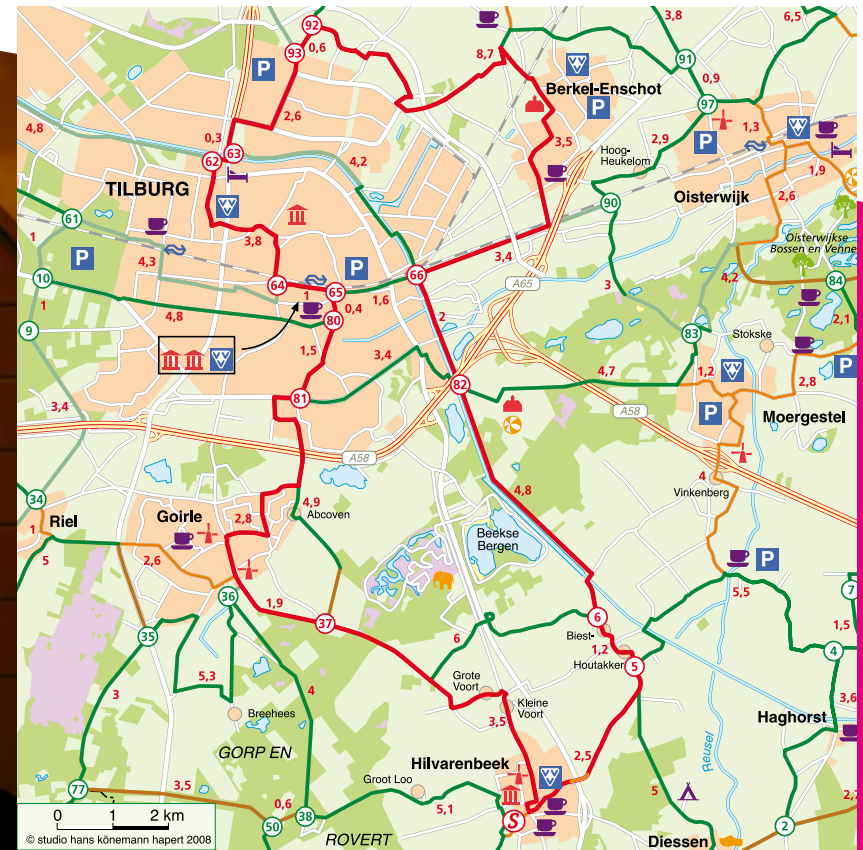 92
0,6
93
P
2,6
8,7
3,8
6,5
91
0,9
97
Berkel-Enschot
P
P
1,3
4,8
0,3
62
63
4,2
3,5
2,9
Hoog-
Heukelom
1,9
TILBURG
Oisterwijk
2,6
90
61
1
P
4,3
3,8
3,4
Oisterwijkse
Bossen en Venne
10
64
P
66
A65
3
4,2
84
1
4,8
1
65
0,4
1,6
80
2
2,1
9
83
Stokske
1,5
3,4
82
4,7
1,2
P
2,8
81
P
Moergestel
3,4
A58
A58
34
4,9
4,8
4
Vinkenberg
Riel
Goirle
2,8
Abcoven
1
Beekse
Bergen
5
2,6
P
36
1,9
37
5,5
7
35
6
6
Biest-
1,2
Houtakker
5
1,5
4
5,3
4
Grote
Voort
3
Breehees
3,5
Kleine
Voort
3,6
Haghorst
GORP EN
2,5
Hilvarenbeek
Reusel
77
3,5
Groot Loo
5
0,6
50
38
5,1
S
2
0 1 2 km
ROVERT
Diessen
© studio hans könemann hapert 2008